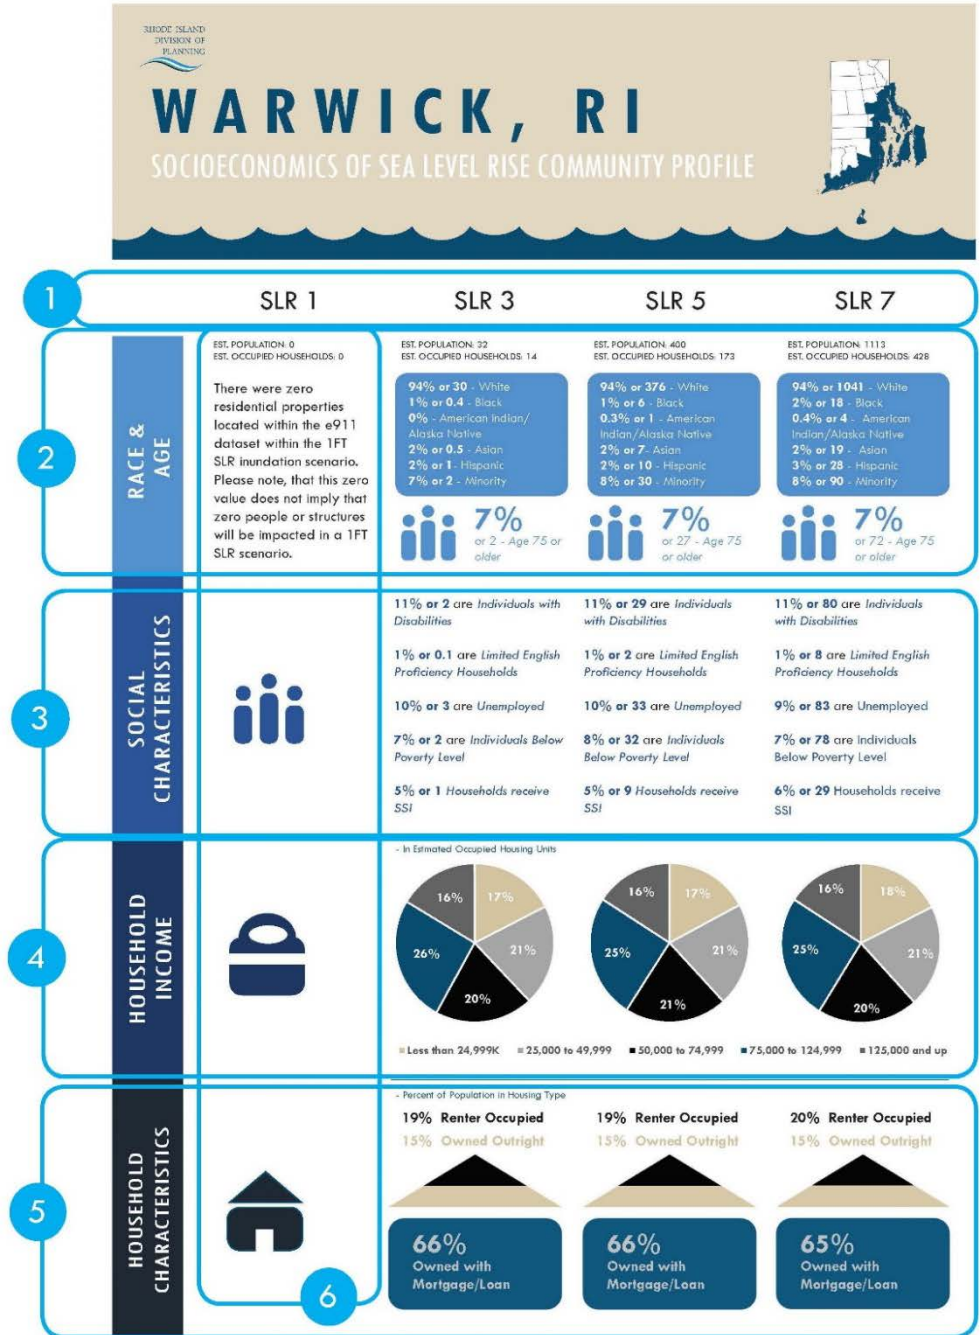 RHODE ISLAND
DIVISION OF
PLANNING
WARWICK, RI
SOCIOECONOMICS OF SEA LEVEL RISE COMMUNITY PROFILE
1
SLR 1
SLR 3
SLR 5
SLR 7
2
RACE &
AGE
EST. POPULATION: 0
EST. OCCUPIED HOUSEHOLDS: 0
There were zero
residential properties
located within the e911
dataset within the 1FT
SLR inundation scenario.
Please note, that this zero
value does not imply that
zero people or structures
will be impacted in a 1FT
SLR scenario.
EST. POPULATION: 32
EST. OCCUPIED HOUSEHOLDS: 14
94% or 30 - White
1% or 0.4 - Black
0% - American Indian/
Alaska Native
2% or 0.5 - Asian
2% or 1- Hispanic
7% or 2 - Minority
7%
or 2 - Age 75 or
older
EST. POPULATION: 400
EST. OCCUPIED HOUSEHOLDS: 173
94% or 376 - White
1% or 6 - Black
0.3% or 1 - American
Indian/Alaska Native
2% or 7- Asian
2% or 10 - Hispanic
8% or 30 - Minority
7%
or 27 - Age 75
or older
EST. POPULATION: 1113
EST. OCCUPIED HOUSEHOLDS: 428
94% or 1041 - White
2% or 18 - Black
0.4% or 4 - American
Indian/Alaska Native
2% or 19 - Asian
3% or 28 - Hispanic
8% or 90 - Minority
7%
or 72 - Age 75
or older
3
SOCIAL
CHARACTERISTICS
11% or 2 are Individuals with
Disabilities
1% or 0.1 are Limited English
Proficiency Households
10% or 3 are Unemployed
7% or 2 are Individuals Below
Poverty Level
5% or 1 Households receive
SSI
11% or 29 are Individuals
with Disabilities
1% or 2 are Limited English
Proficiency Households
10% or 33 are Unemployed
8% or 32 are Individuals
Below Poverty Level
5% or 9 Households receive
SSI
11% or 80 are Individuals
with Disabilities
1% or 8 are Limited English
Proficiency Households
9% or 83 are Unemployed
7% or 78 are Individuals
Below Poverty Level
6% or 29 Households receive
SSI
4
HOUSEHOLD
INCOME
- In Estimated Occupied Housing Units
16%
17%
26%
21%
20%
16%
17%
25%
21%
21%
16%
18%
25%
21%
20%
Less than 24,999K
25,000 to 49,999
50,000 to 74,999
75,000 to 124,999
125,000 and up
5
HOUSEHOLD
CHARACTERISTICS
- Percent of Population in Housing Type
19% Renter Occupied
15% Owned Outright
66%
Owned with
Mortgage/Loan
19% Renter Occupied
15% Owned Outright
66%
Owned with
Mortgage/Loan
20% Renter Occupied
15% Owned Outright
65%
Owned with
Mortgage/Loan
6